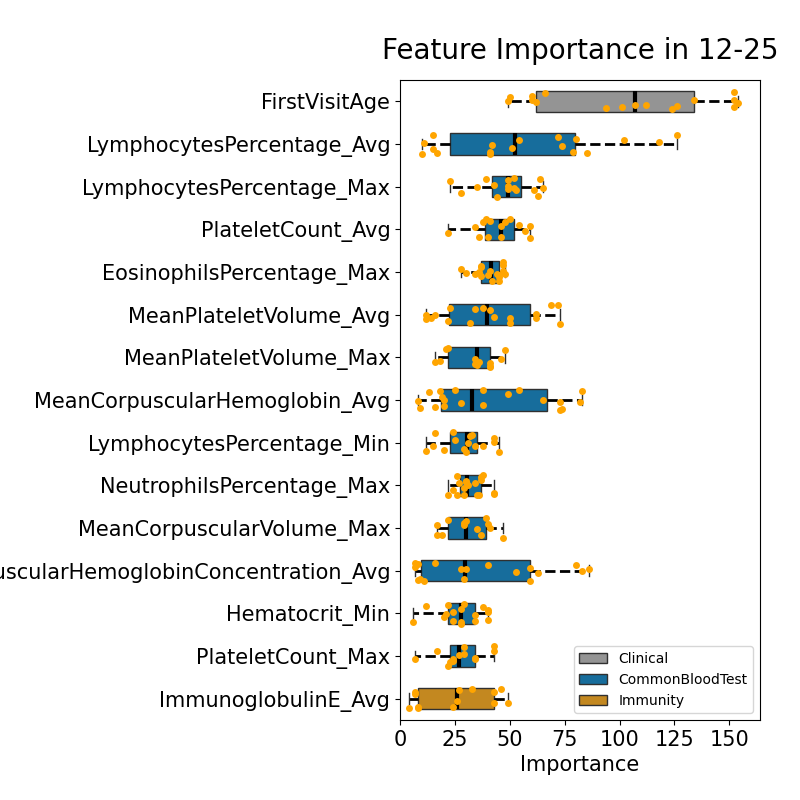 Feature Importance in 12-25
FirstVisitAge
LymphocytesPercentage_Avg
LymphocytesPercentage_Max
PlateletCount_Avg
EosinophilsPercentage_Max
MeanPlateletVolume_Avg
MeanPlateletVolume_Max
MeanCorpuscularHemoglobin_Avg
LymphocytesPercentage_Min
NeutrophilsPercentage_Max
MeanCorpuscularVolume_Max
uscularHemoglobinConcentration_Avg
Hematocrit_Min
PlateletCount_Max
ImmunoglobulinE_Avg
Clinical
CommonBloodTest
Immunity
0 25 50 75 100 125 150
Importance